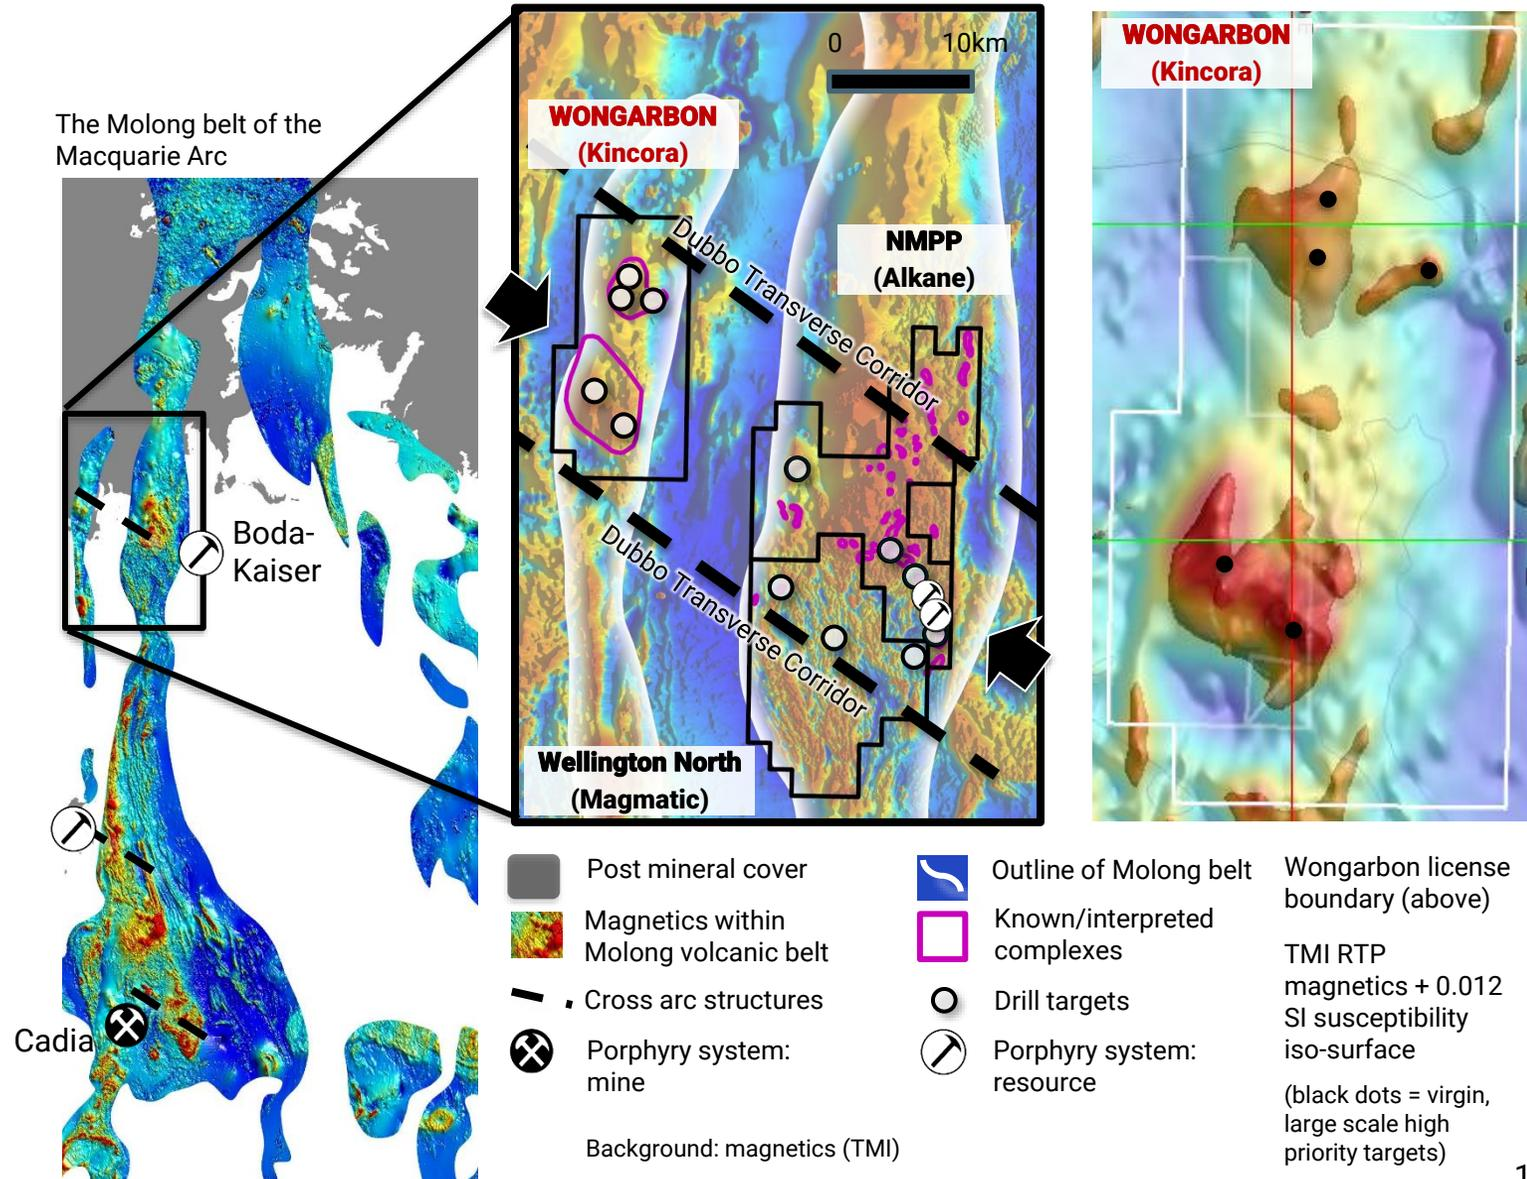 The Molong belt of the
Macquarie Arc
Boda-
Kaiser
Cadia
0 10km
WONGARBON
(Kincora)
Dubbo Transverse Corridor
NMPP
(Alkane)
Dubbo Transverse Corridor
Wellington North
(Magmatic)
WONGARBON
(Kincora)
Post mineral cover
Magnetics within
Molong volcanic belt
Cross arc structures
Porphyry system:
mine
Outline of Molong belt
Known/interpreted
complexes
Drill targets
Porphyry system:
resource
Background: magnetics (TMI)
Wongarbon license
boundary (above)
TMI RTP
magnetics + 0.012
SI susceptibility
iso-surface
(black dots = virgin,
large scale high
priority targets)